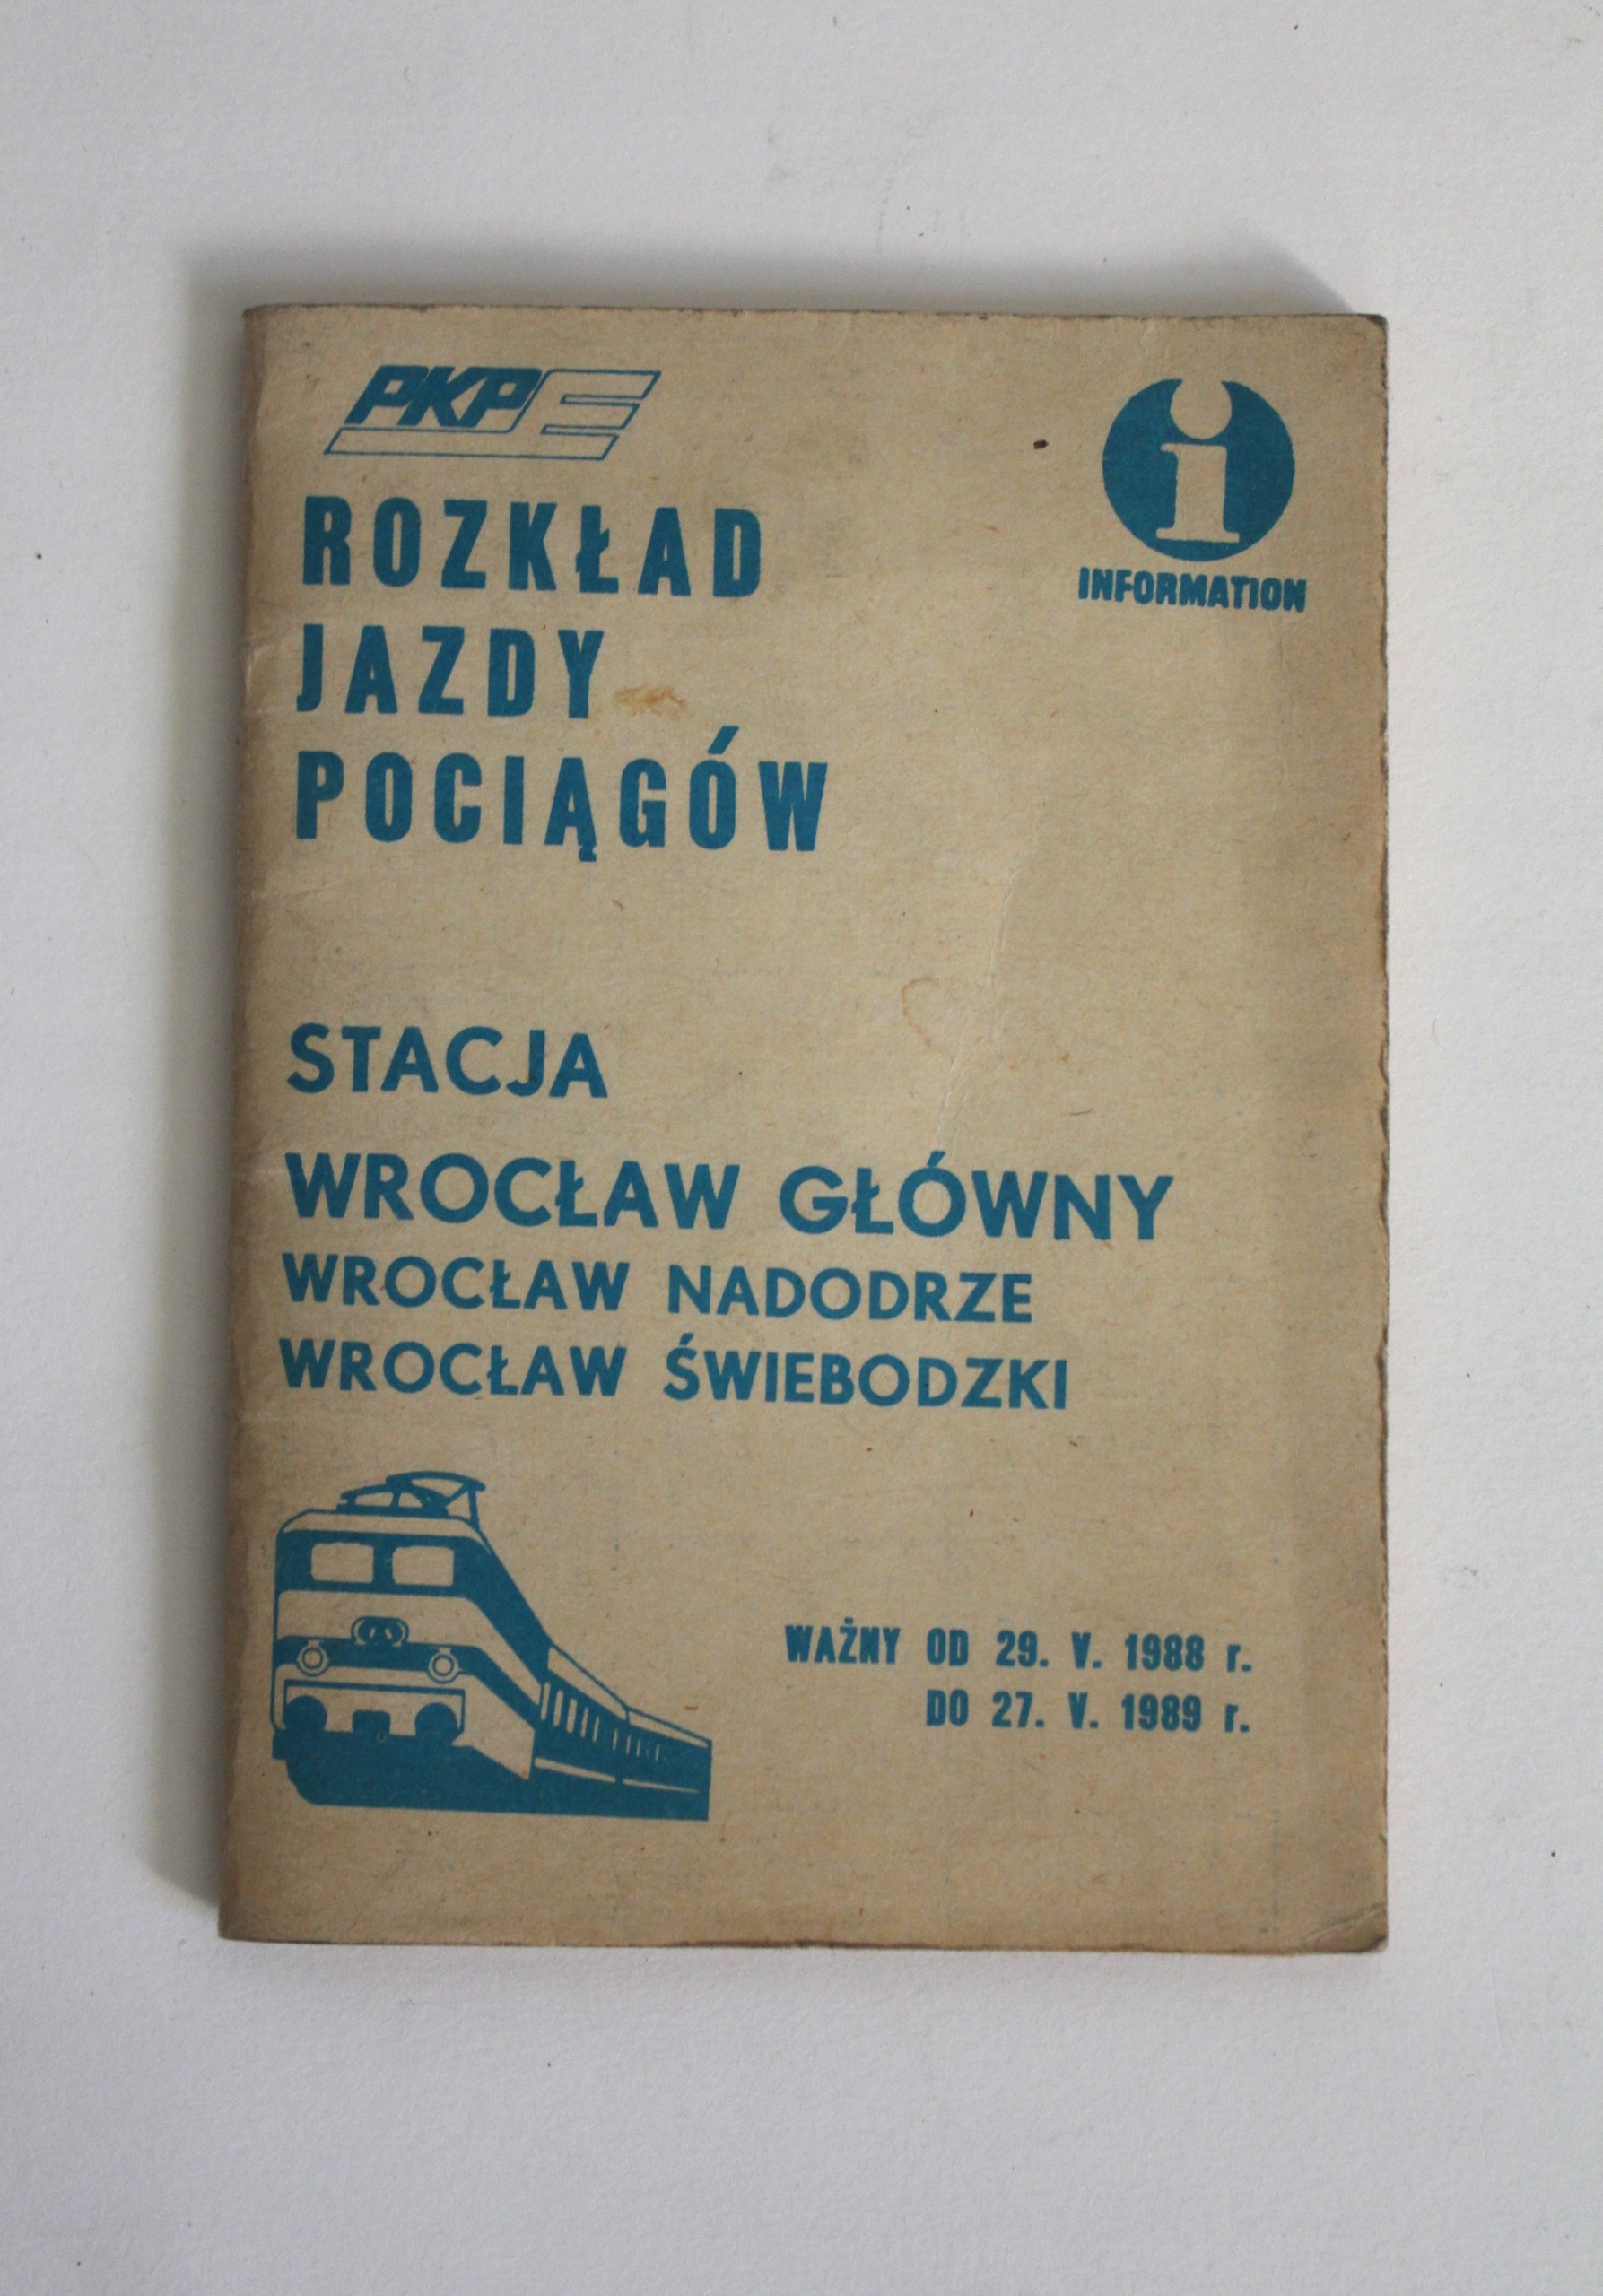 PKP
i
INFORMATION
ROZKŁAD
JAZDY
POCIĄGÓW
STACJA
WROCŁAW GŁÓWNY
WROCŁAW NADODRZE
WROCŁAW ŚWIEBODZKI
WAŻNY OD 29. V. 1988 r.
DO 27. V. 1989 r.